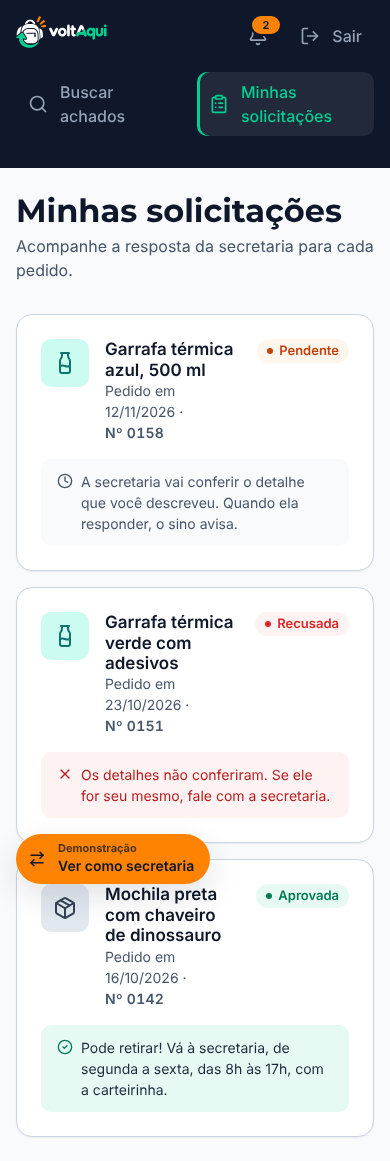 voltAqui
2
Sair
Buscar
achados
Minhas
solicitações
Minhas solicitações
Acompanhe a resposta da secretaria para cada
pedido.
Garrafa térmica
azul, 500 ml
Pendente
Pedido em
12/11/2026 ·
Nº 0158
A secretaria vai conferir o detalhe
que você descreveu. Quando ela
responder, o sino avisa.
Garrafa térmica
verde com
adesivos
Recusada
Pedido em
23/10/2026 ·
Nº 0151
Os detalhes não conferiram. Se ele
for seu mesmo, fale com a secretaria.
Demonstração
Ver como secretaria
Mochila preta
com chaveiro
de dinossauro
Aprovada
Pedido em
16/10/2026 ·
Nº 0142
Pode retirar! Vá à secretaria, de
segunda a sexta, das 8h às 17h, com
a carteirinha.